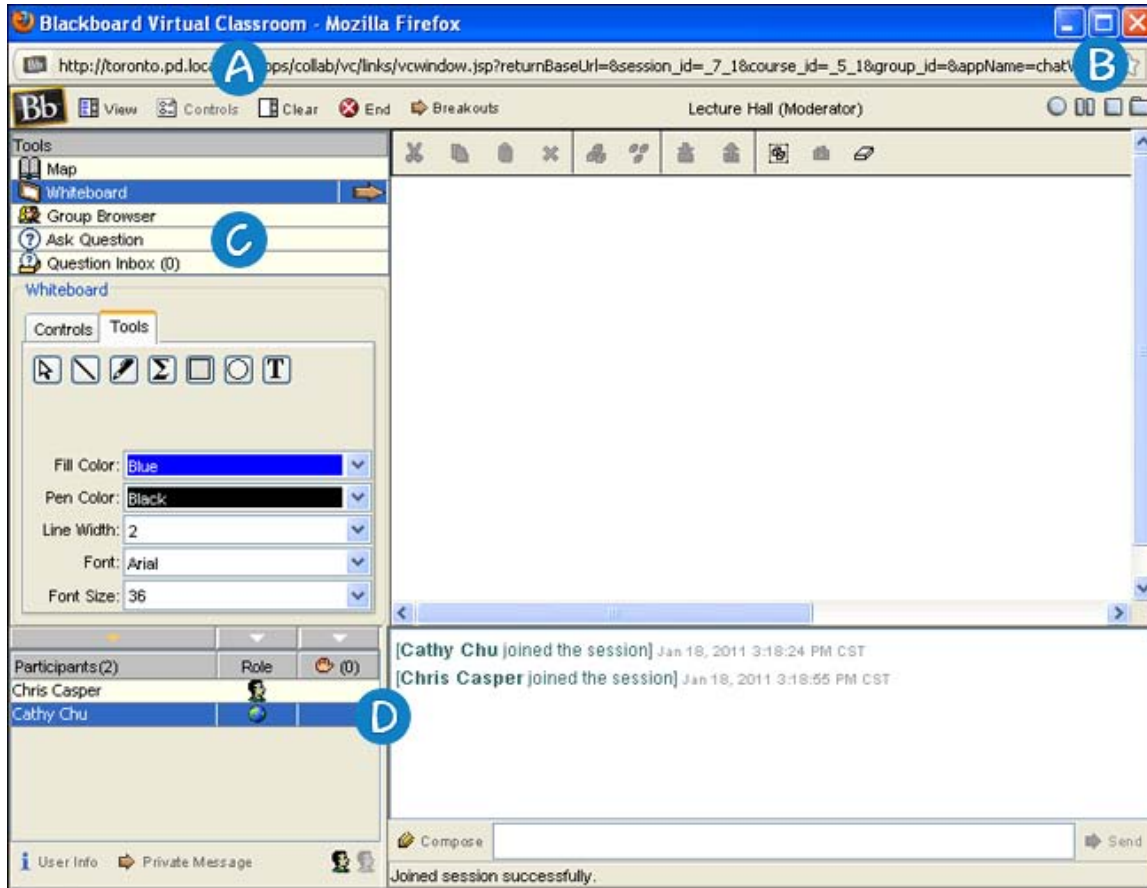 Blackboard Virtual Classroom - Mozilla Firefox
http://toronto.pd.loca A ops/collab/vc/links/vcwindow.jsp?returnBaseUrl=&session_id=_7_1&course_id=_5_1&group_id=&appName=chatV B
Bb View Controls Clear End Breakouts Lecture Hall (Moderator)
Tools
Map
Whiteboard
Group Browser
? Ask Question C
Question Inbox (0)
Whiteboard
Controls Tools
Σ T
Fill Color: Blue
Pen Color: Black
Line Width: 2
Font: Arial
Font Size: 36
Participants(2) Role (0)
Chris Casper
Cathy Chu D
[Cathy Chu joined the session] Jan 18, 2011 3:18:24 PM CST
[Chris Casper joined the session] Jan 18, 2011 3:18:55 PM CST
Compose Send
i User Info Private Message
Joined session successfully.